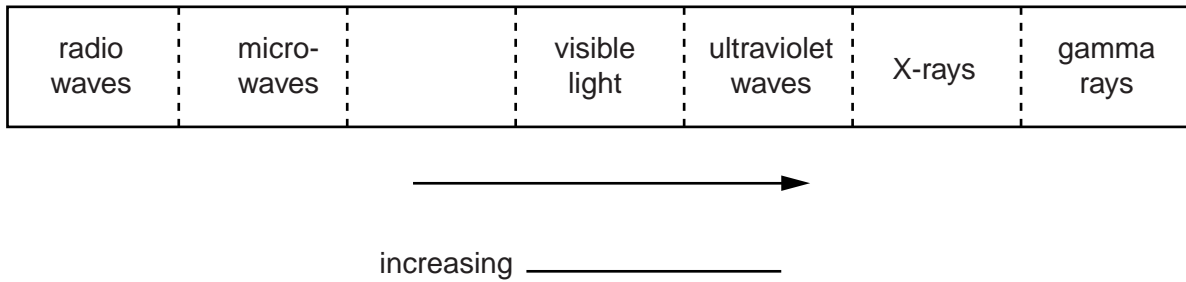 radio micro- visible ultraviolet X-rays gamma
waves waves light waves rays
increasing